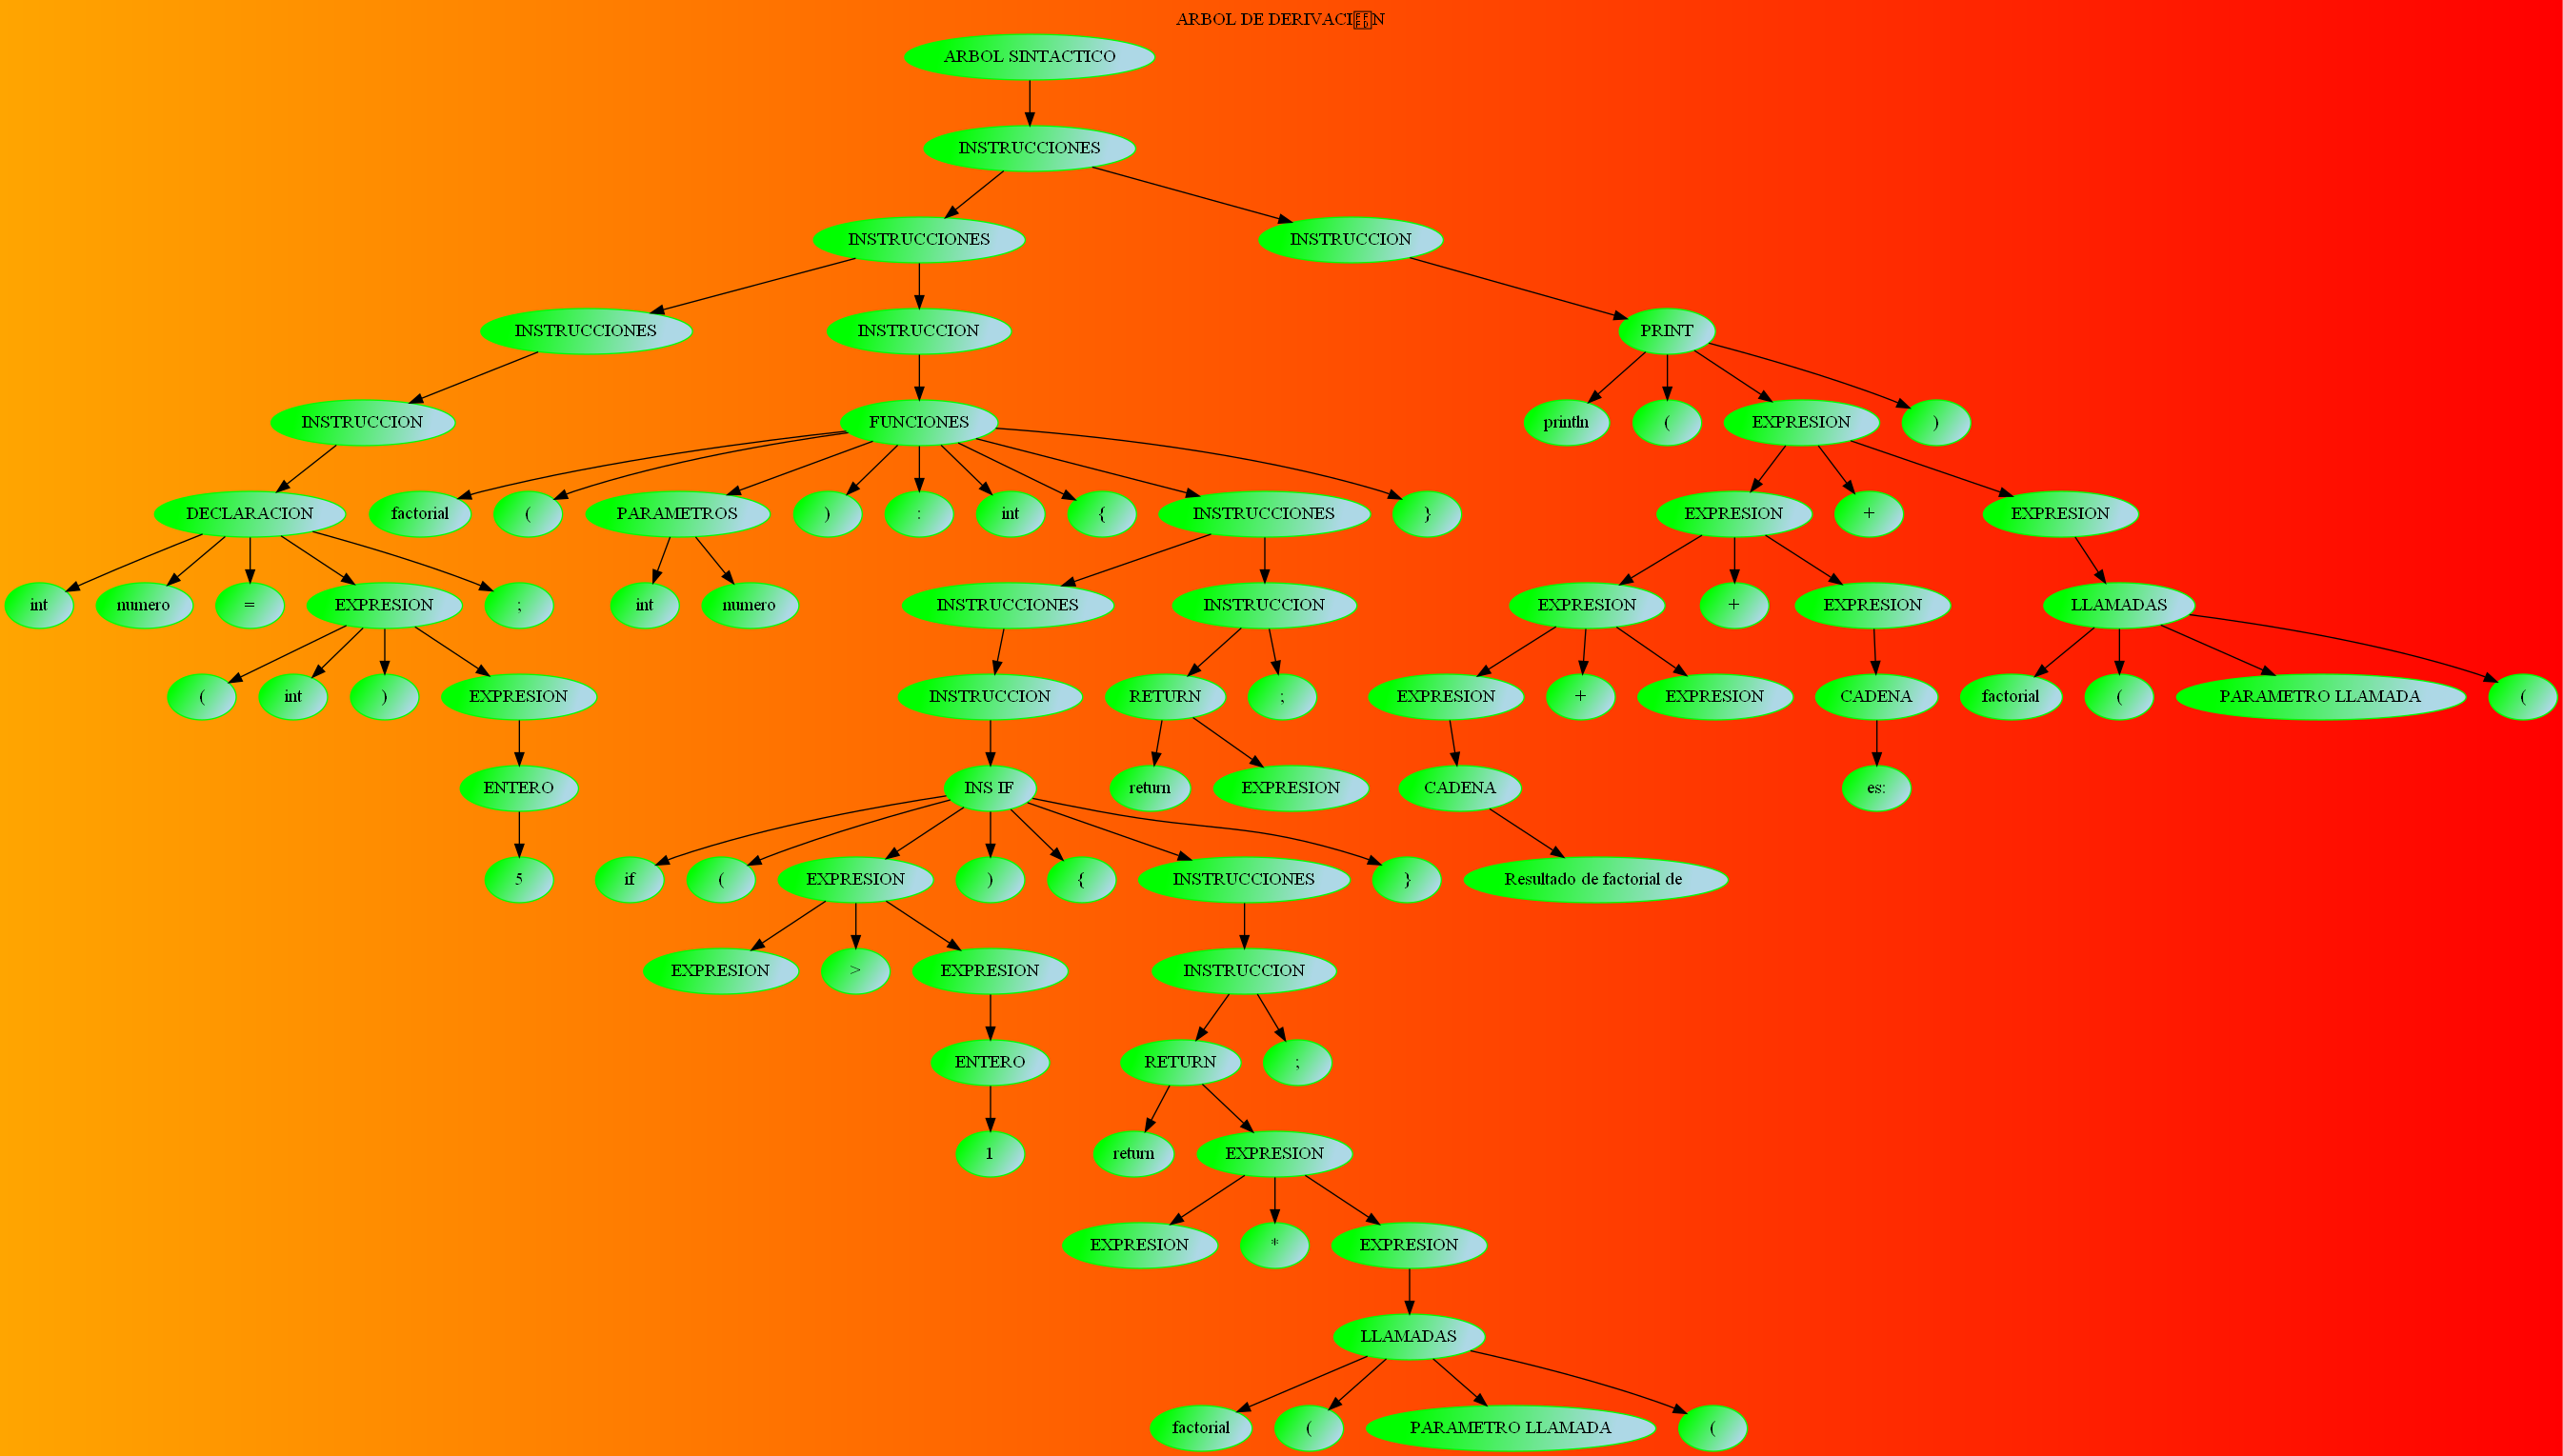 ARBOL DE DERIVACI�N
ARBOL SINTACTICO
INSTRUCCIONES
INSTRUCCIONES
INSTRUCCION
INSTRUCCIONES
INSTRUCCION
PRINT
INSTRUCCION
FUNCIONES
println
(
EXPRESION
)
DECLARACION
factorial
(
PARAMETROS
)
:
int
{
INSTRUCCIONES
}
EXPRESION
+
EXPRESION
int
numero
=
EXPRESION
;
int
numero
INSTRUCCIONES
INSTRUCCION
EXPRESION
+
EXPRESION
LLAMADAS
(
int
)
EXPRESION
INSTRUCCION
RETURN
;
EXPRESION
+
EXPRESION
CADENA
factorial
(
PARAMETRO LLAMADA
(
ENTERO
INS IF
return
EXPRESION
CADENA
es:
5
if
(
EXPRESION
)
{
INSTRUCCIONES
}
Resultado de factorial de
EXPRESION
>
EXPRESION
INSTRUCCION
ENTERO
RETURN
;
1
return
EXPRESION
EXPRESION
*
EXPRESION
LLAMADAS
factorial
(
PARAMETRO LLAMADA
(